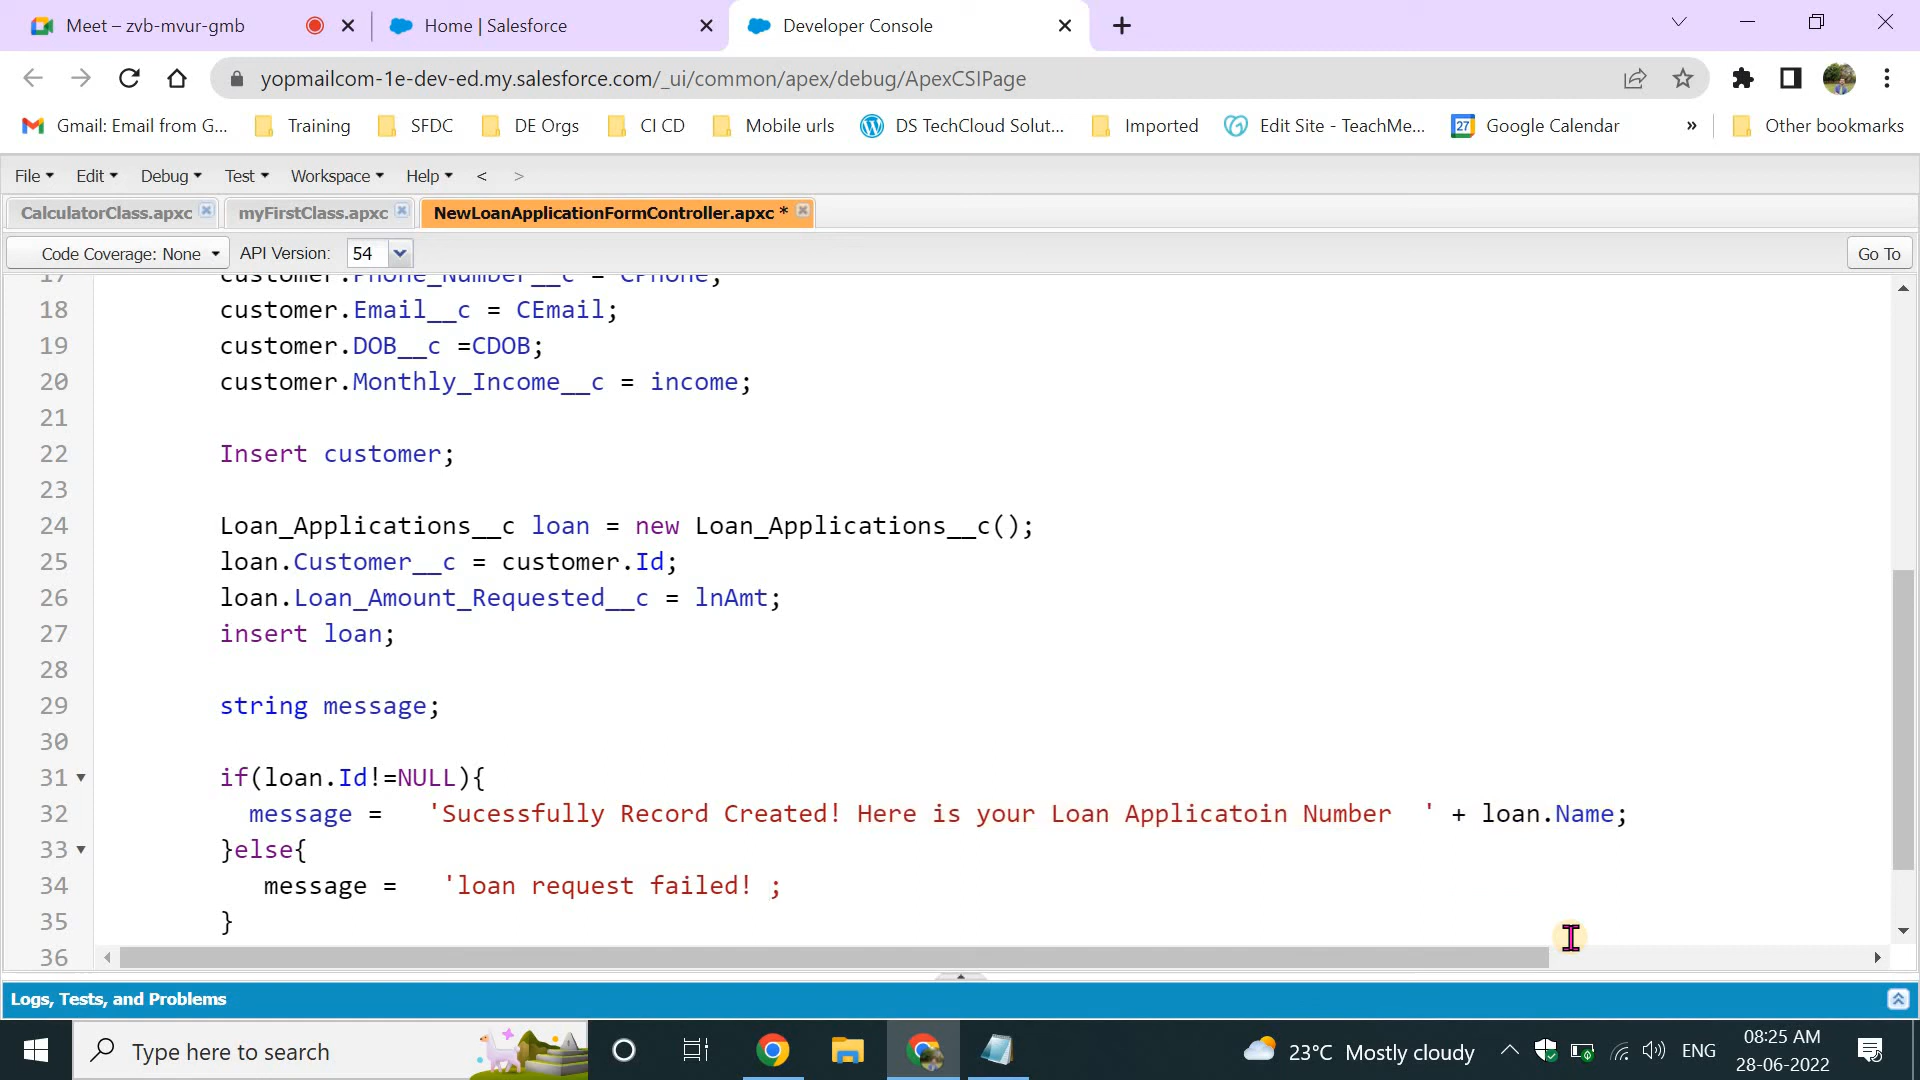 Meet – zvb-mvur-gmb
Home | Salesforce
Developer Console
yopmailcom-1e-dev-ed.my.salesforce.com/_ui/common/apex/debug/ApexCSIPage
Gmail: Email from G...
Training
SFDC
DE Orgs
CI CD
Mobile urls
DS TechCloud Solut...
Imported
Edit Site - TeachMe...
27
Google Calendar
»
Other bookmarks
File Edit Debug Test Workspace Help < >
CalculatorClass.apxc
myFirstClass.apxc
NewLoanApplicationFormController.apxc *
Code Coverage: None
API Version: 54
Go To
17 customer.Phone_Number__c = CPhone;
18 customer.Email__c = CEmail;
19 customer.DOB__c =CDOB;
20 customer.Monthly_Income__c = income;
21
22 Insert customer;
23
24 Loan_Applications__c loan = new Loan_Applications__c();
25 loan.Customer__c = customer.Id;
26 loan.Loan_Amount_Requested__c = lnAmt;
27 insert loan;
28
29 string message;
30
31 if(loan.Id!=NULL){
32 message =   'Sucessfully Record Created! Here is your Loan Applicatoin Number  ' + loan.Name;
33 }else{
34 message =   'loan request failed! ;
35 }
36
Logs, Tests, and Problems
Type here to search
23°C Mostly cloudy
ENG
08:25 AM
28-06-2022